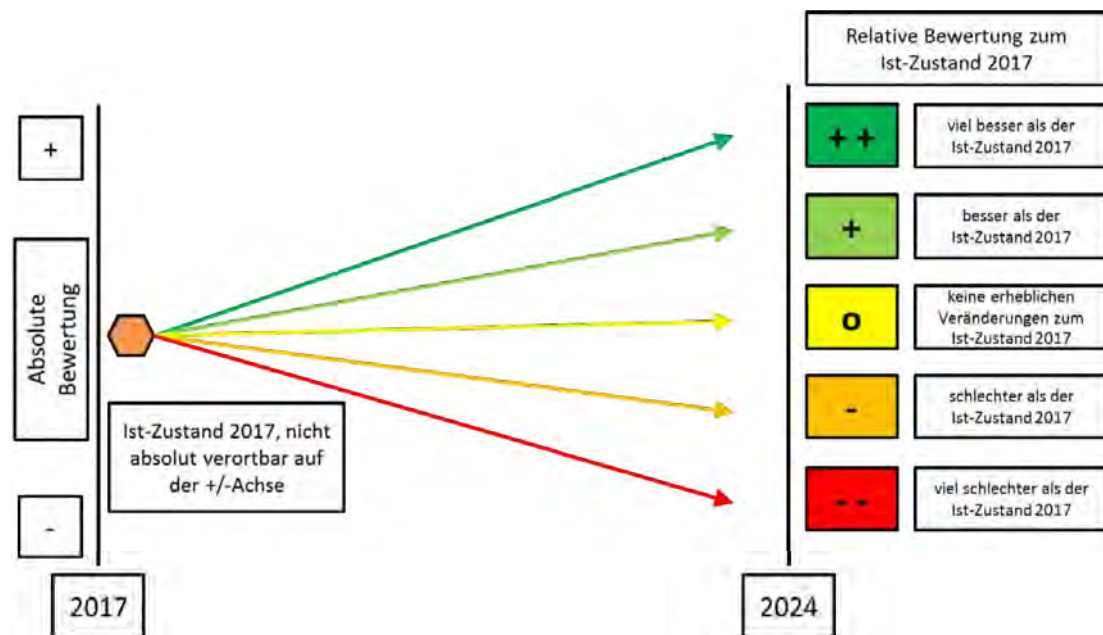 Relative Bewertung zum
Ist-Zustand 2017
+
Absolute
Bewertung
-
Ist-Zustand 2017, nicht
absolut verortbar auf
der +/-Achse
+ +
viel besser als der
Ist-Zustand 2017
+
besser als der
Ist-Zustand 2017
o
keine erheblichen
Veränderungen zum
Ist-Zustand 2017
-
schlechter als der
Ist-Zustand 2017
- -
viel schlechter als der
Ist-Zustand 2017
2017
2024